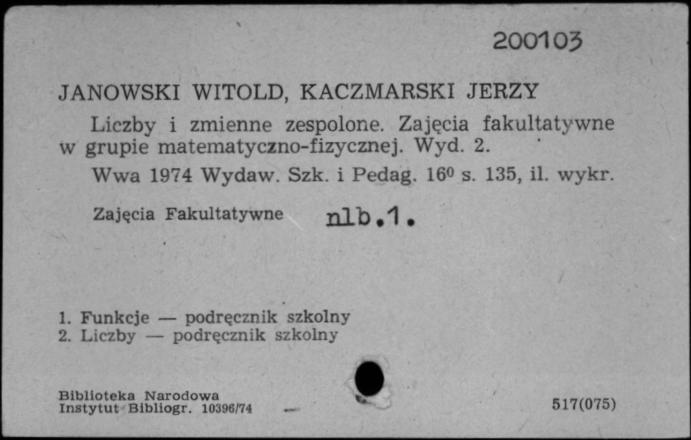 200103
JANOWSKI WITOLD, KACZMARSKI JERZY
Liczby i zmienne zespolone. Zajęcia fakultatywne
w grupie matematyczno-fizycznej. Wyd. 2.
Wwa 1974 Wydaw. Szk. i Pedag. 16⁰ s. 135, il. wykr.
Zajęcia Fakultatywne nlb.1.
1. Funkcje — podręcznik szkolny
2. Liczby — podręcznik szkolny
Biblioteka Narodowa
Instytut Bibliogr. 10396/74 517(075)